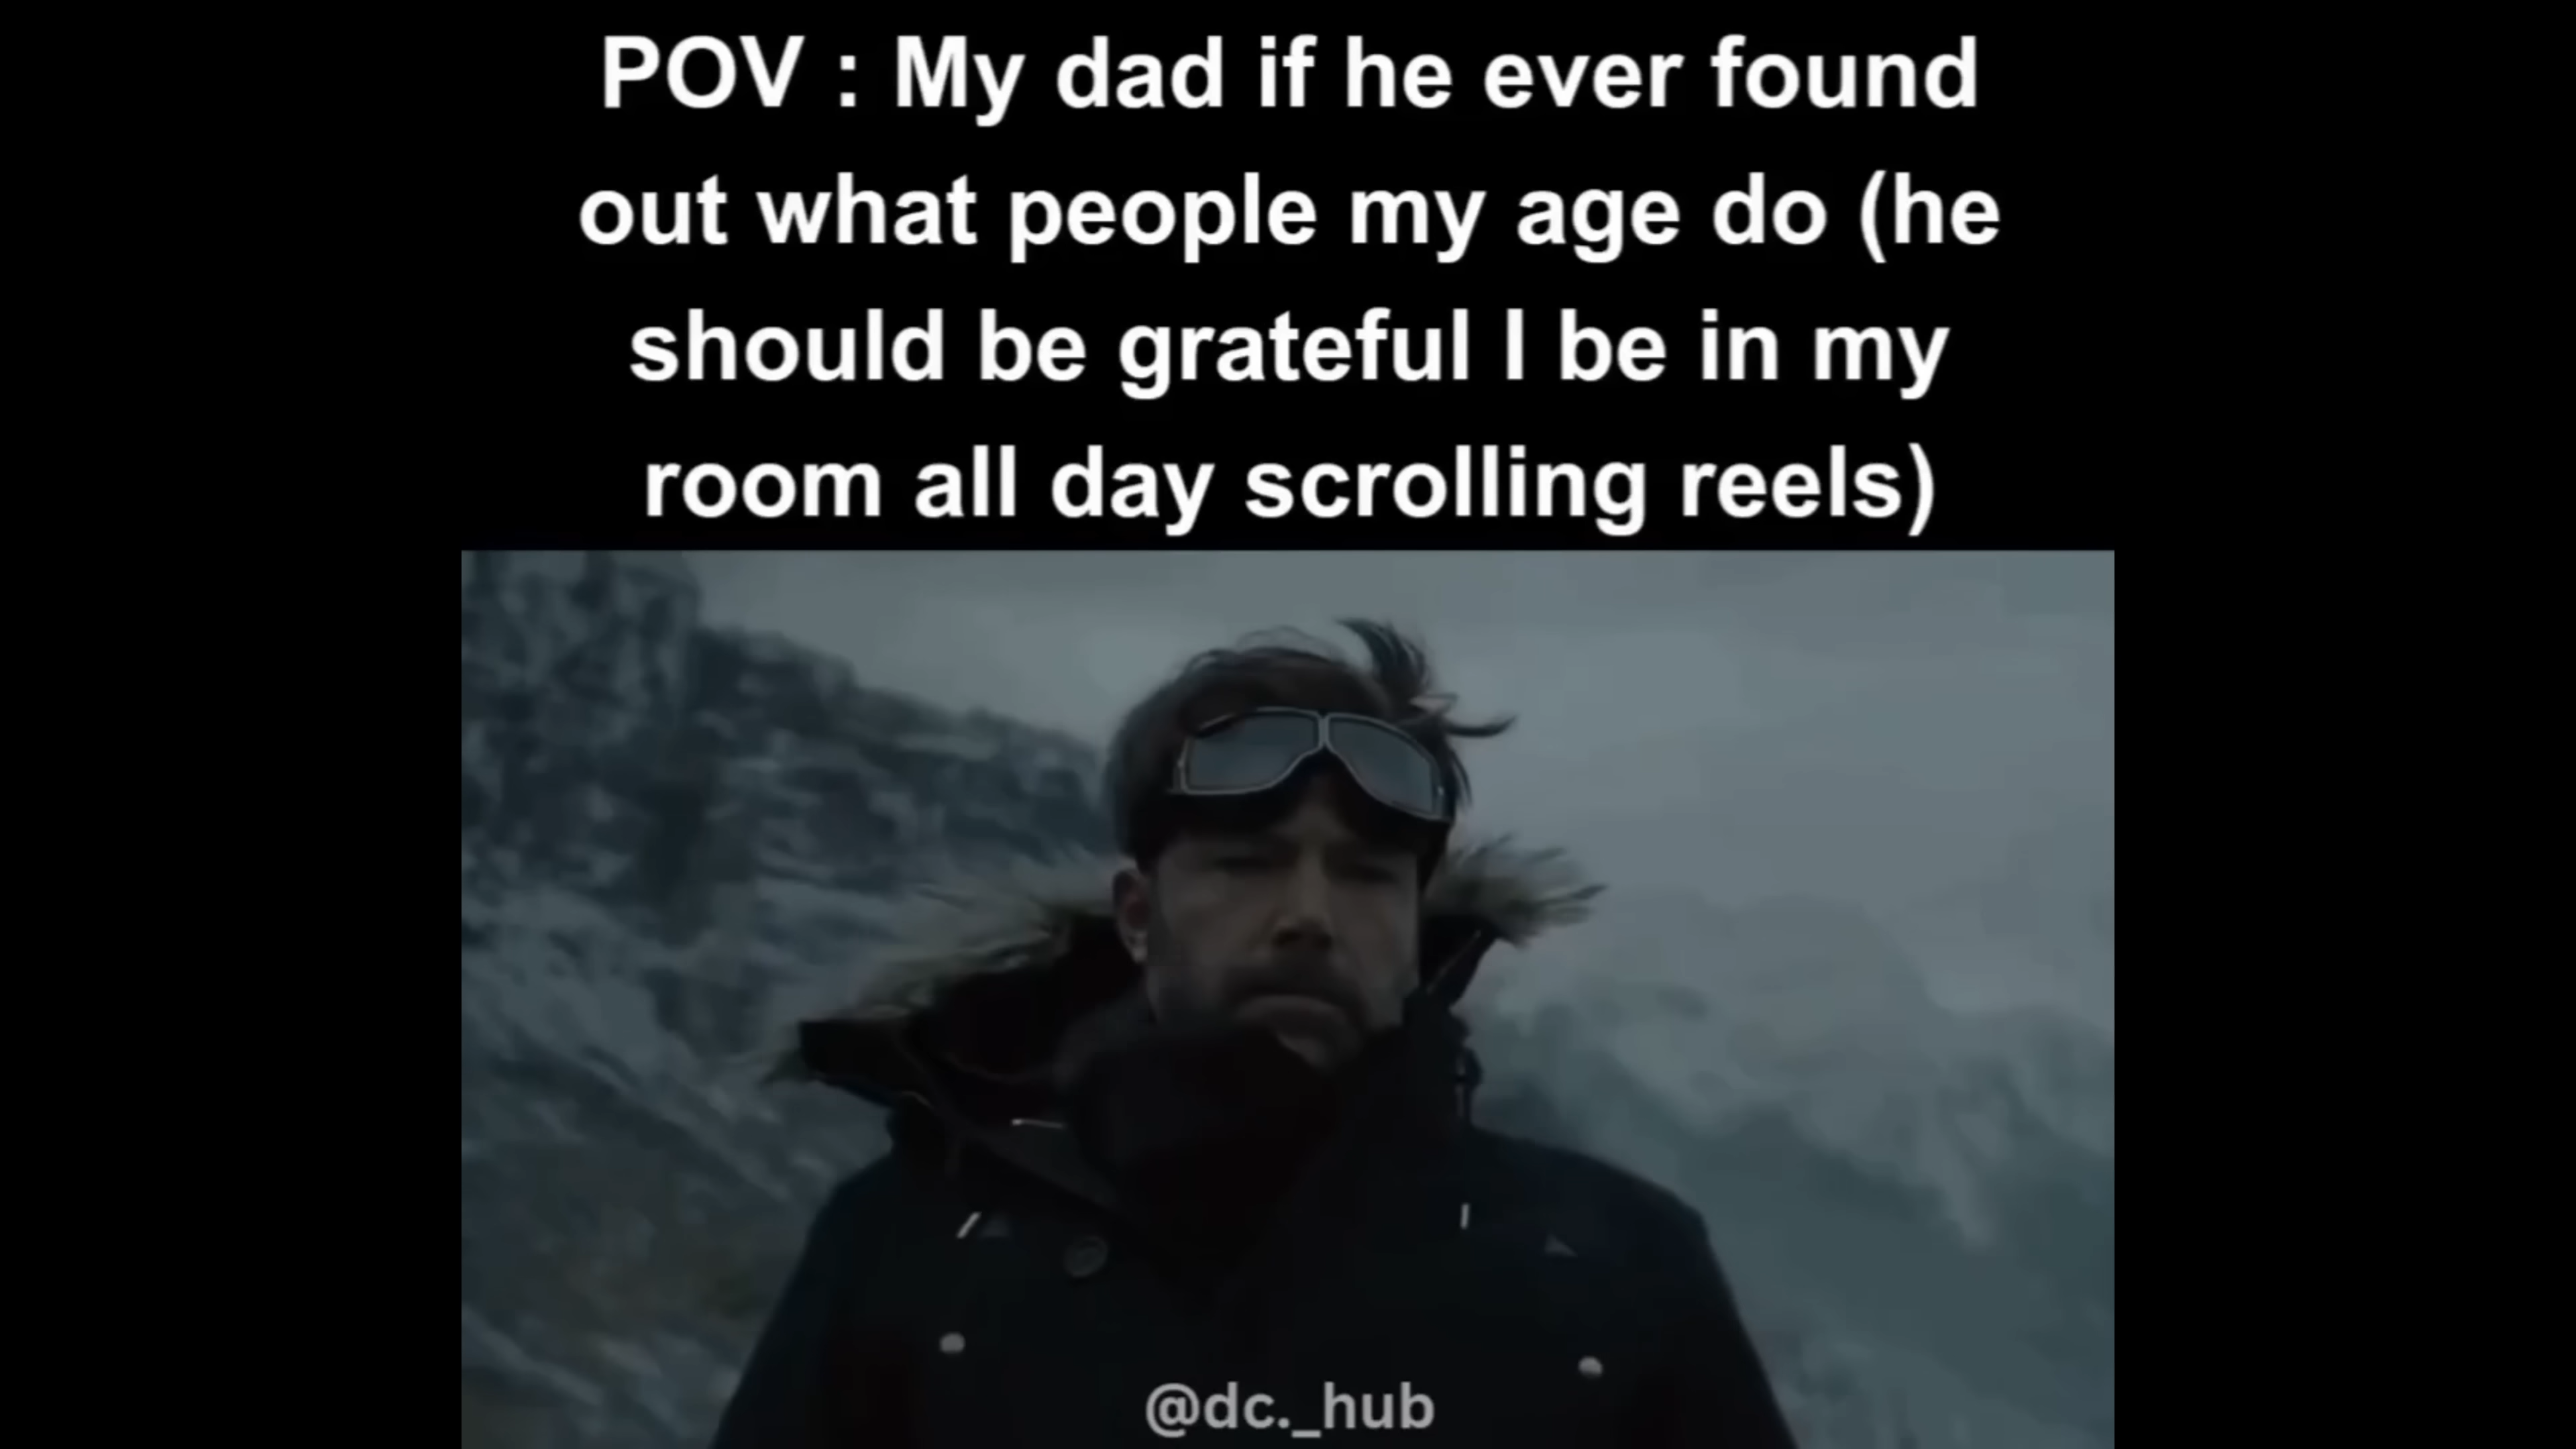 POV : My dad if he ever found
out what people my age do (he
should be grateful I be in my
room all day scrolling reels)
@dc._hub